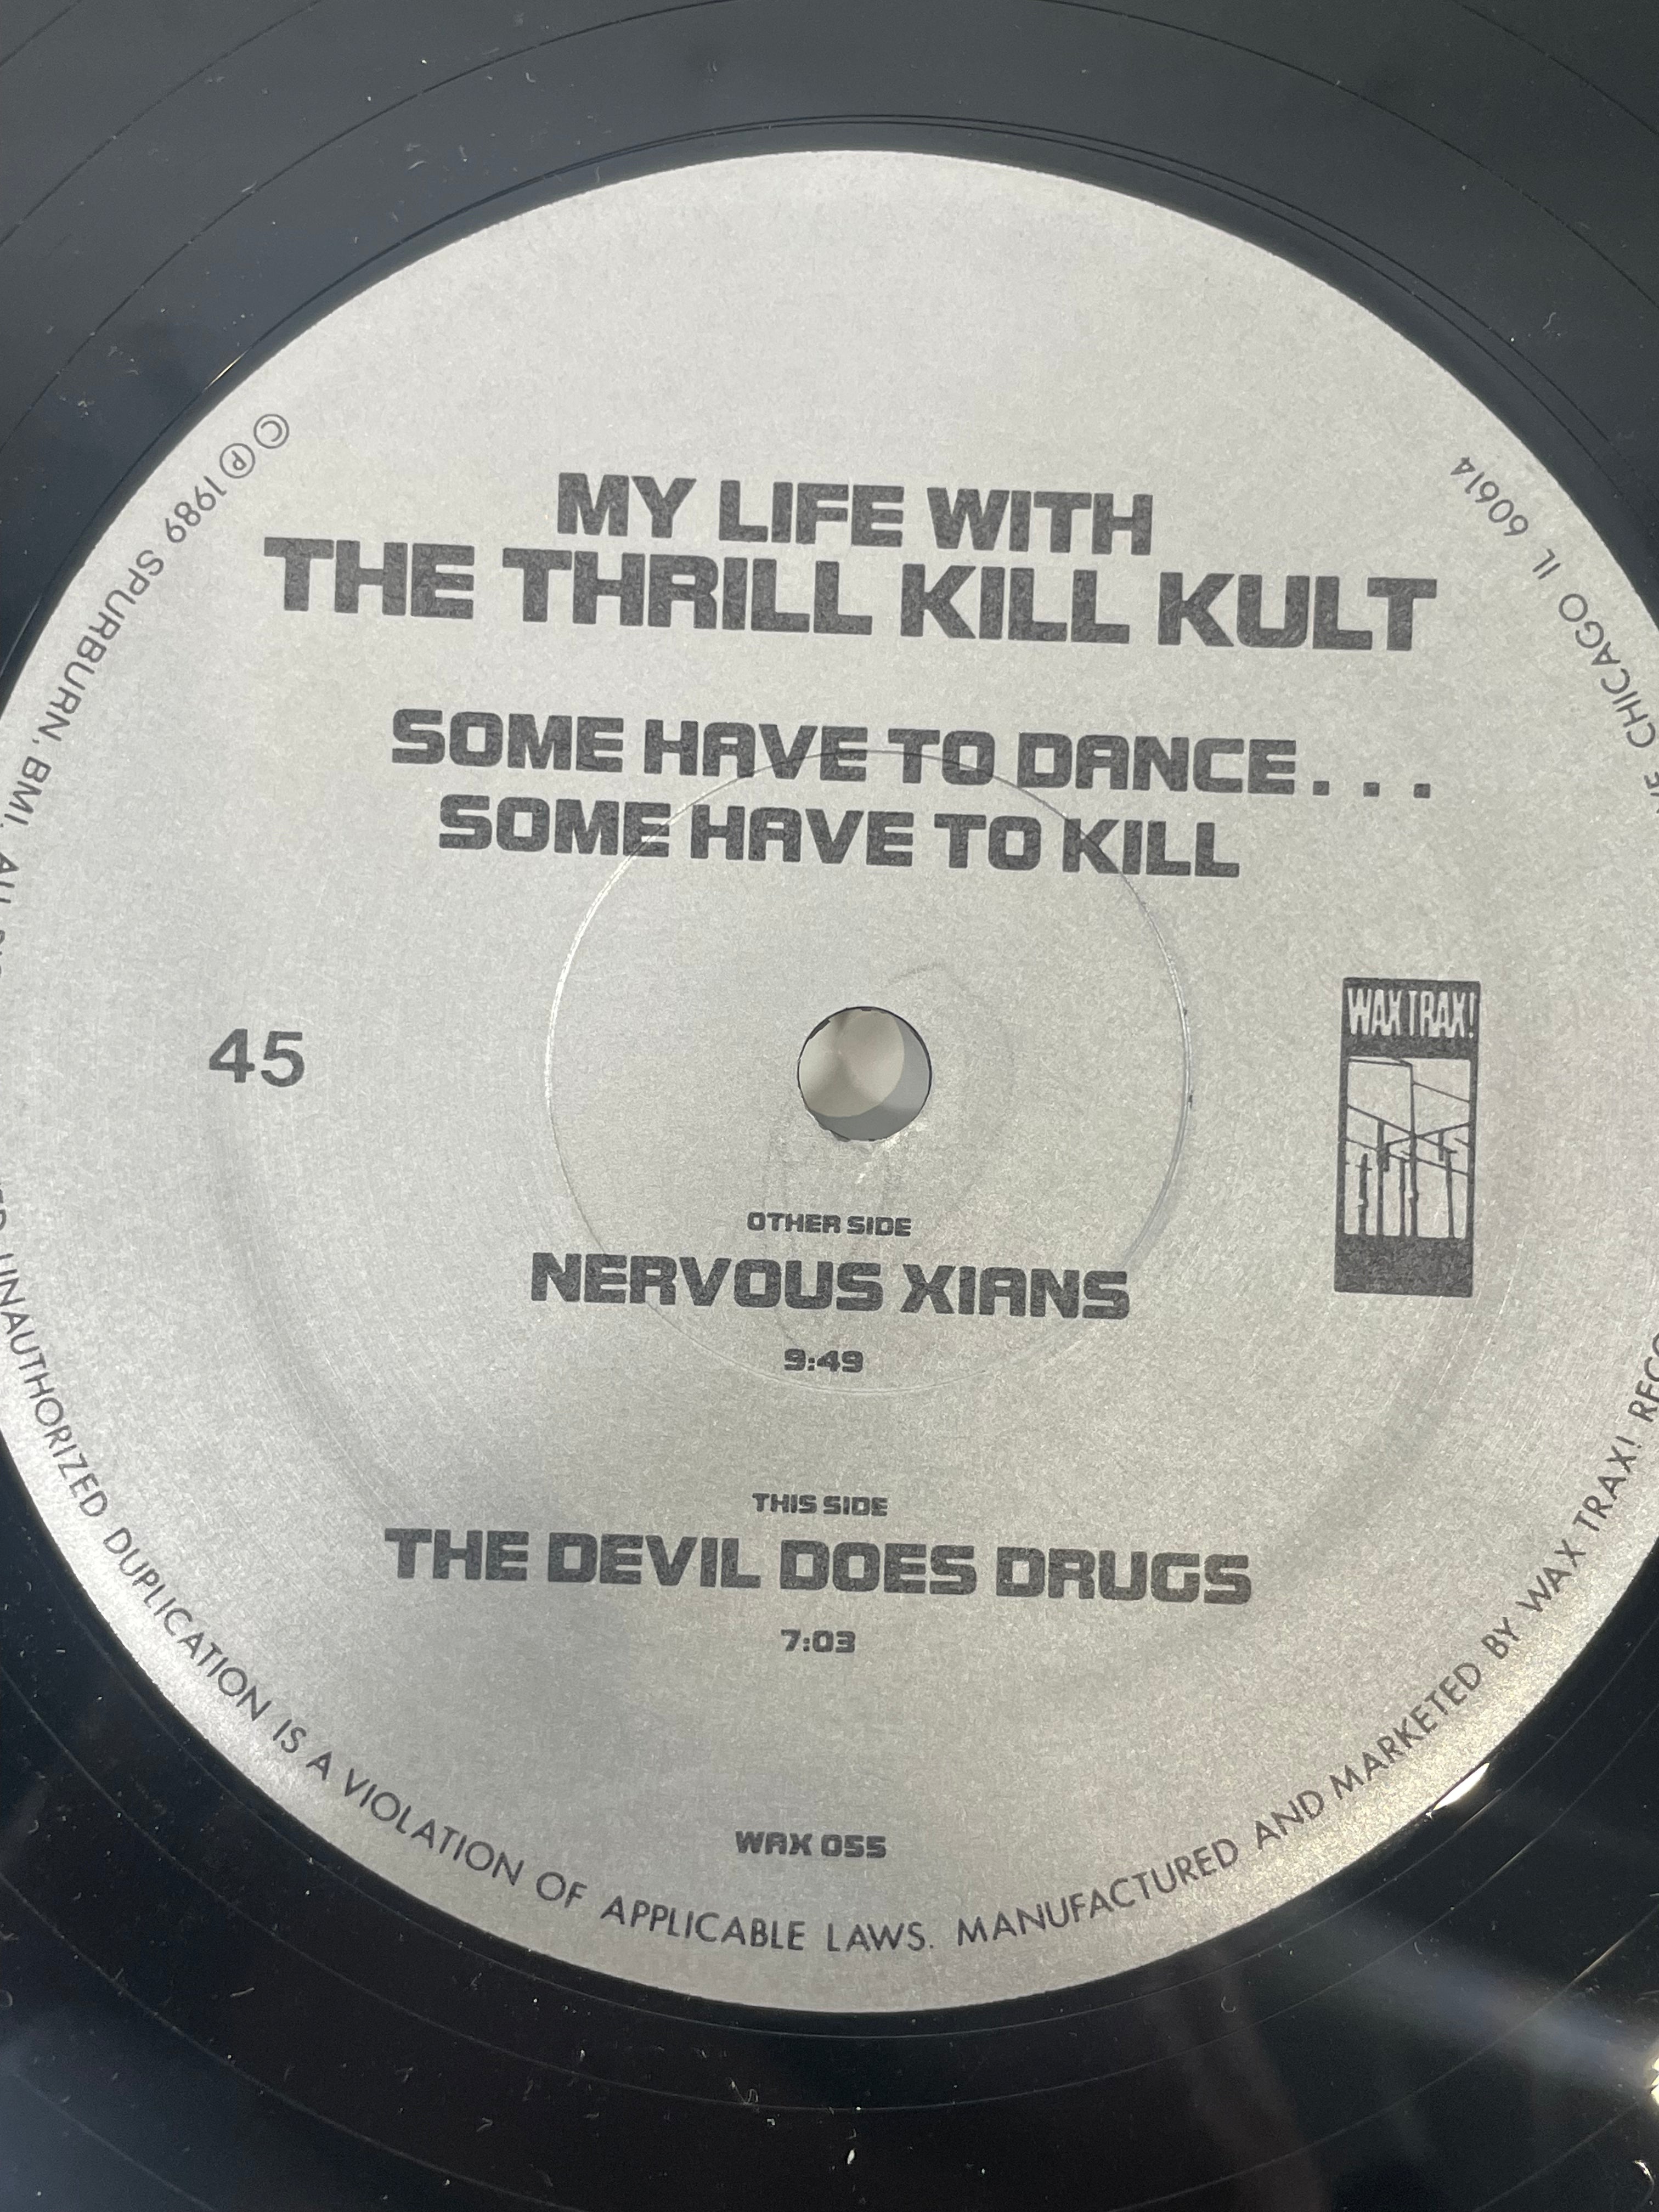 MY LIFE WITH
THE THRILL KILL KULT
SOME HAVE TO DANCE . . .
SOME HAVE TO KILL
45
WAX TRAX!
OTHER SIDE
NERVOUS XIANS
9:49
THIS SIDE
THE DEVIL DOES DRUGS
7:03
WAX 055
© ℗ 1989 SPURBURN, BMI. UNAUTHORIZED DUPLICATION IS A VIOLATION OF APPLICABLE LAWS. MANUFACTURED AND MARKETED BY WAX TRAX! CHICAGO IL 60614